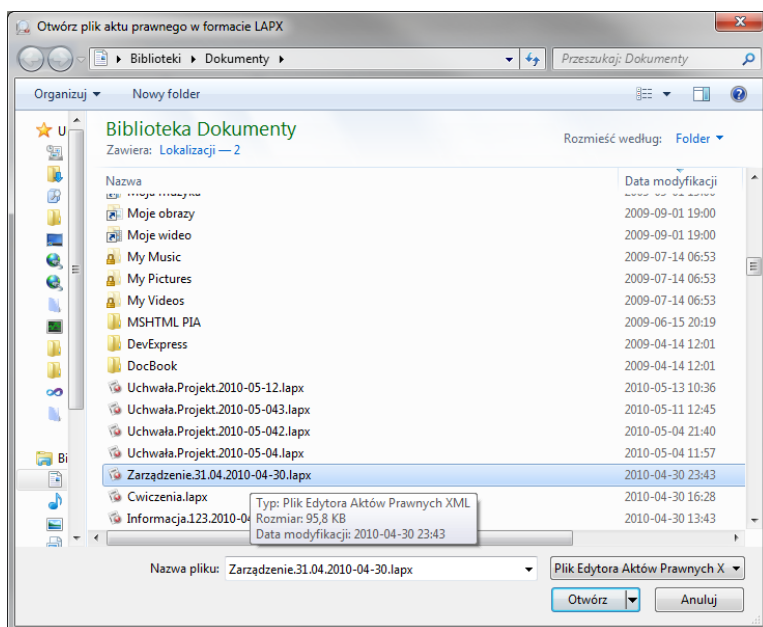 Otwórz plik aktu prawnego w formacie LAPX
Biblioteki Dokumenty
Przeszukaj: Dokumenty
Organizuj Nowy folder
U
Biblioteka Dokumenty
Zawiera: Lokalizacji — 2
Rozmieść według: Folder
Nazwa Data modyfikacji
Moje obrazy 2009-09-01 19:00
Moje wideo 2009-09-01 19:00
My Music 2009-07-14 06:53
My Pictures 2009-07-14 06:53
My Videos 2009-07-14 06:53
MSHTML PIA 2009-06-15 20:19
DevExpress 2009-04-14 12:01
DocBook 2009-04-14 12:01
Uchwała.Projekt.2010-05-12.lapx 2010-05-13 10:36
Uchwała.Projekt.2010-05-043.lapx 2010-05-11 12:45
Uchwała.Projekt.2010-05-042.lapx 2010-05-04 21:40
Uchwała.Projekt.2010-05-04.lapx 2010-05-04 11:57
Bi
Zarządzenie.31.04.2010-04-30.lapx 2010-04-30 23:43
Cwiczenia.lapx 2010-04-30 16:28
Informacja.123.2010-04 2010-04-30 13:43
Typ: Plik Edytora Aktów Prawnych XML
Rozmiar: 95,8 KB
Data modyfikacji: 2010-04-30 23:43
Nazwa pliku: Zarządzenie.31.04.2010-04-30.lapx Plik Edytora Aktów Prawnych X
Otwórz Anuluj